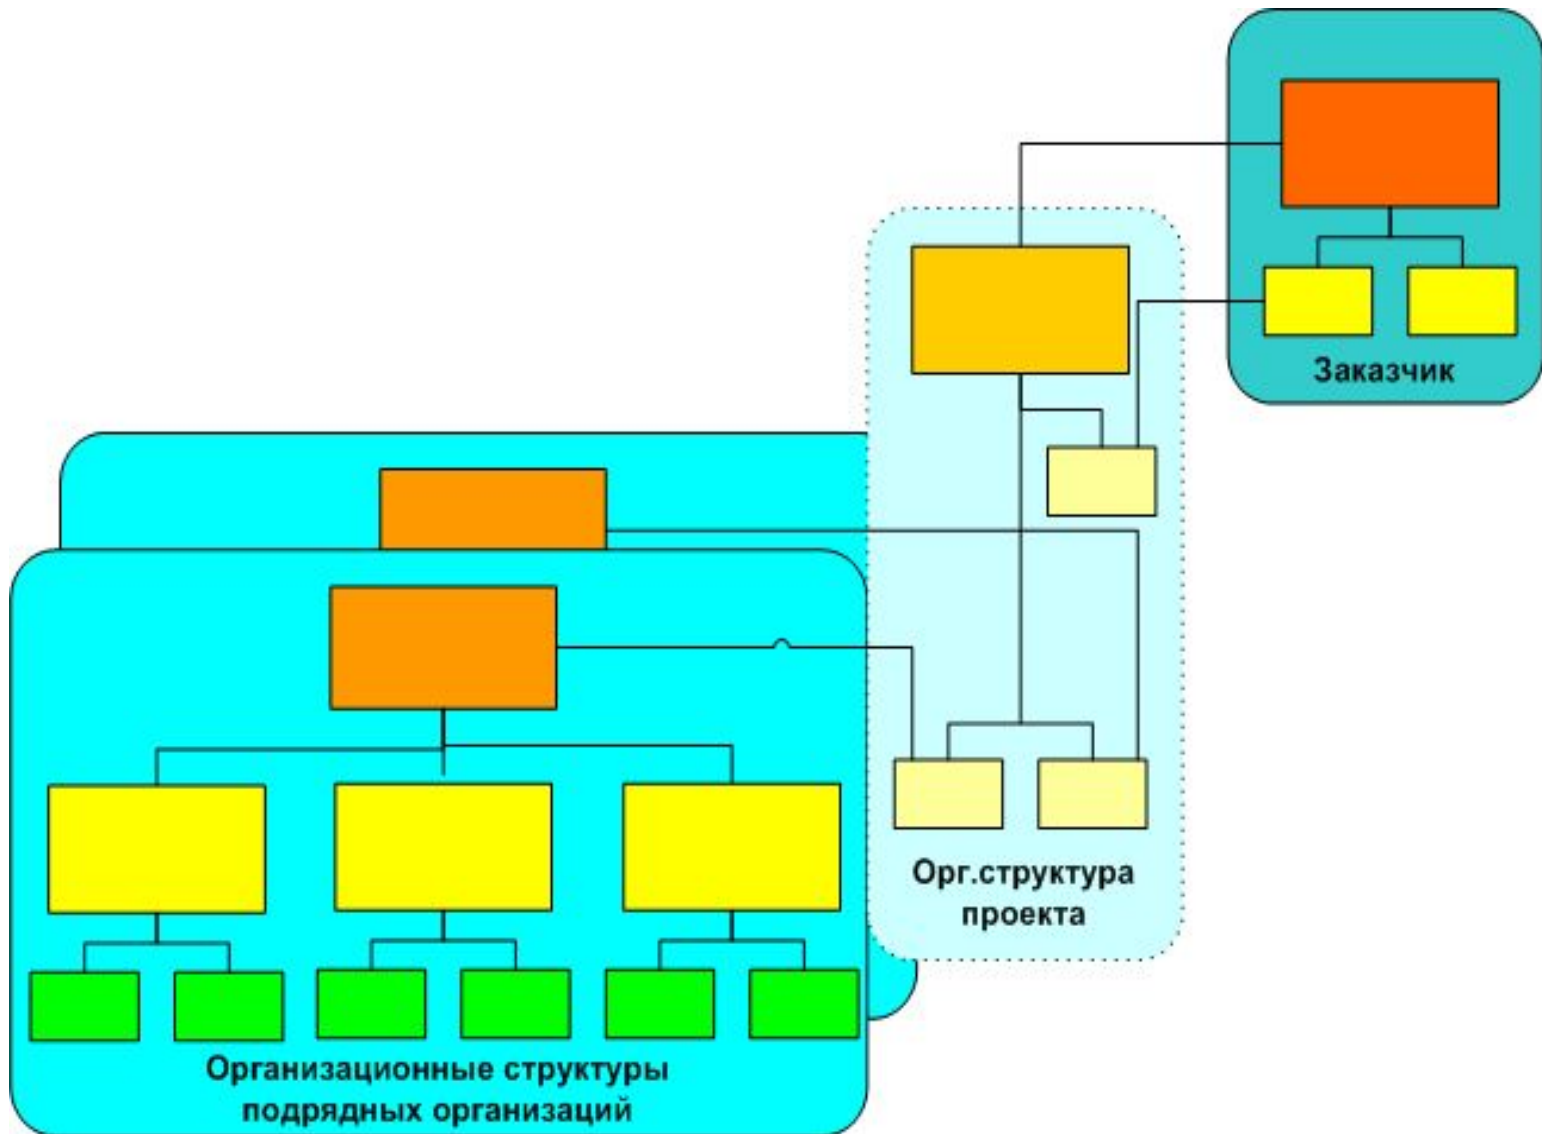 Заказчик
Орг.структура
проекта
Организационные структуры
подрядных организаций